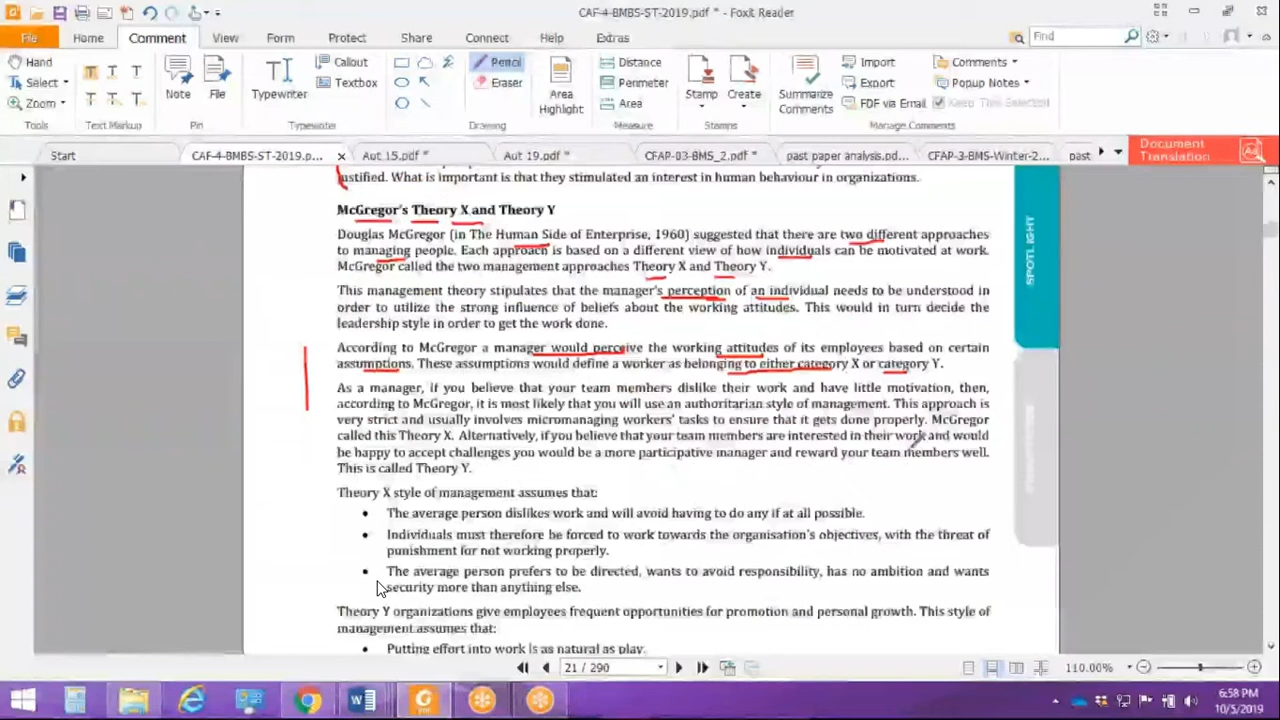 CAF-4-BMBS-ST-2019.pdf * - Foxit Reader
File Home Comment View Form Protect Share Connect Help Extras Find
Hand
Select
Zoom
Tools
Text Markup
Note
File
Pin
Typewriter
Callout
Textbox
Typewriter
Pencil
Eraser
Drawing
Area Highlight
Distance
Perimeter
Area
Measure
Stamp
Create
Stamps
Summarize Comments
Import
Export
FDF via Email
Comments
Popup Notes
Keep Tool Selected
Manage Comments
Start CAF-4-BMBS-ST-2019.p... × Aut 15.pdf * Aut 19.pdf * CFAP-03-BMS_2.pdf * past paper analysis.pd... CFAP-3-BMS-Winter-2... past
Document Translation
justified. What is important is that they stimulated an interest in human behaviour in organizations.
McGregor's Theory X and Theory Y
Douglas McGregor (in The Human Side of Enterprise, 1960) suggested that there are two different approaches
to managing people. Each approach is based on a different view of how individuals can be motivated at work.
McGregor called the two management approaches Theory X and Theory Y.
This management theory stipulates that the manager's perception of an individual needs to be understood in
order to utilize the strong influence of beliefs about the working attitudes. This would in turn decide the
leadership style in order to get the work done.
According to McGregor a manager would perceive the working attitudes of its employees based on certain
assumptions. These assumptions would define a worker as belonging to either category X or category Y.
As a manager, if you believe that your team members dislike their work and have little motivation, then,
according to McGregor, it is most likely that you will use an authoritarian style of management. This approach is
very strict and usually involves micromanaging workers' tasks to ensure that it gets done properly. McGregor
called this Theory X. Alternatively, if you believe that your team members are interested in their work and would
be happy to accept challenges you would be a more participative manager and reward your team members well.
This is called Theory Y.
Theory X style of management assumes that:
• The average person dislikes work and will avoid having to do any if at all possible.
• Individuals must therefore be forced to work towards the organisation's objectives, with the threat of
punishment for not working properly.
• The average person prefers to be directed, wants to avoid responsibility, has no ambition and wants
security more than anything else.
Theory Y organizations give employees frequent opportunities for promotion and personal growth. This style of
management assumes that:
• Putting effort into work is as natural as play.
SPOTLIGHT
21 / 290
110.00%
6:58 PM
10/5/2019